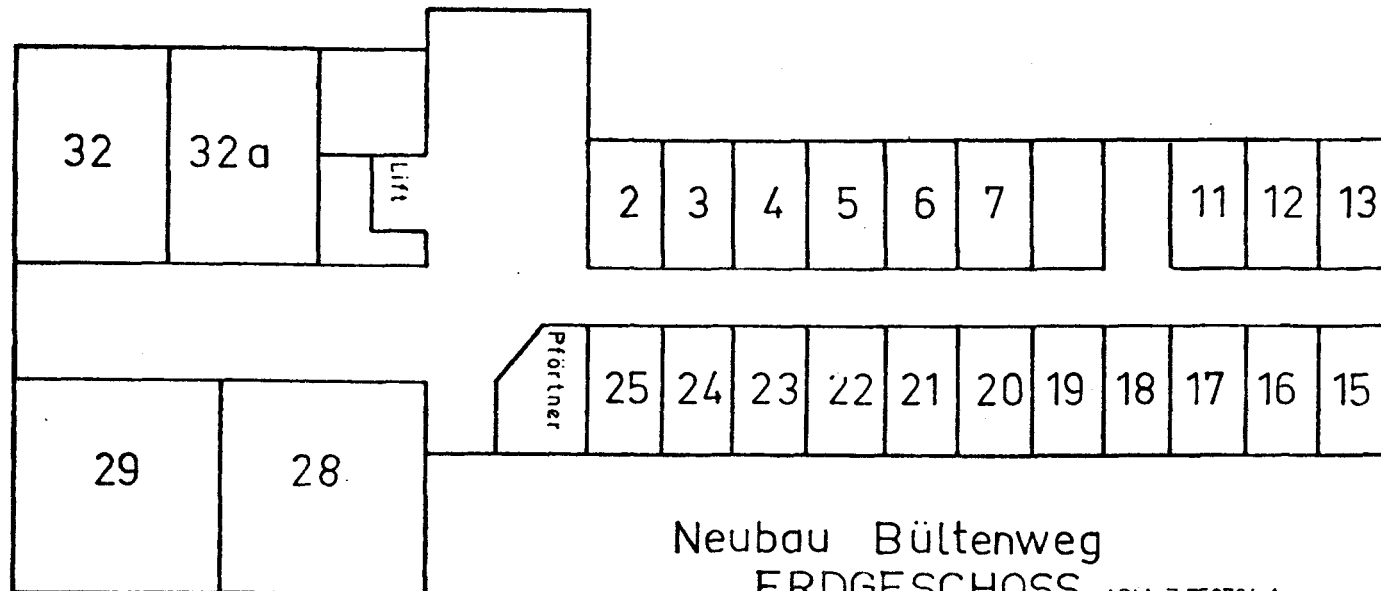 32
32a
Lift
2 3 4 5 6 7 11 12 13
Pförtner
25 24 23 22 21 20 19 18 17 16 15
29
28
Neubau Bültenweg
ERDGESCHOSS